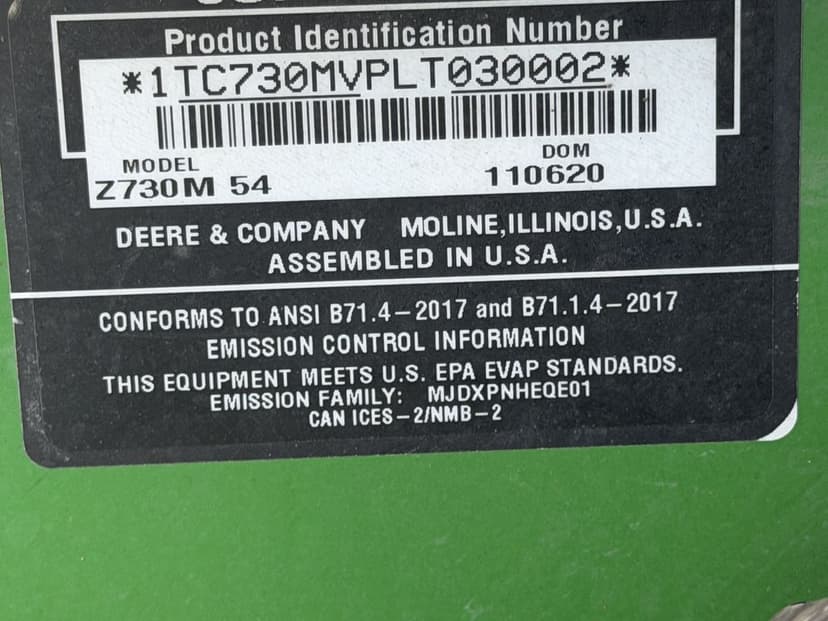 Product Identification Number
*1TC730MVPLT030002*
MODEL
Z730M 54
DOM
110620
DEERE & COMPANY MOLINE, ILLINOIS, U.S.A.
ASSEMBLED IN U.S.A.
CONFORMS TO ANSI B71.4-2017 and B71.1.4-2017
EMISSION CONTROL INFORMATION
THIS EQUIPMENT MEETS U.S. EPA EVAP STANDARDS.
EMISSION FAMILY: MJDXPNHEQE01
CAN ICES-2/NMB-2